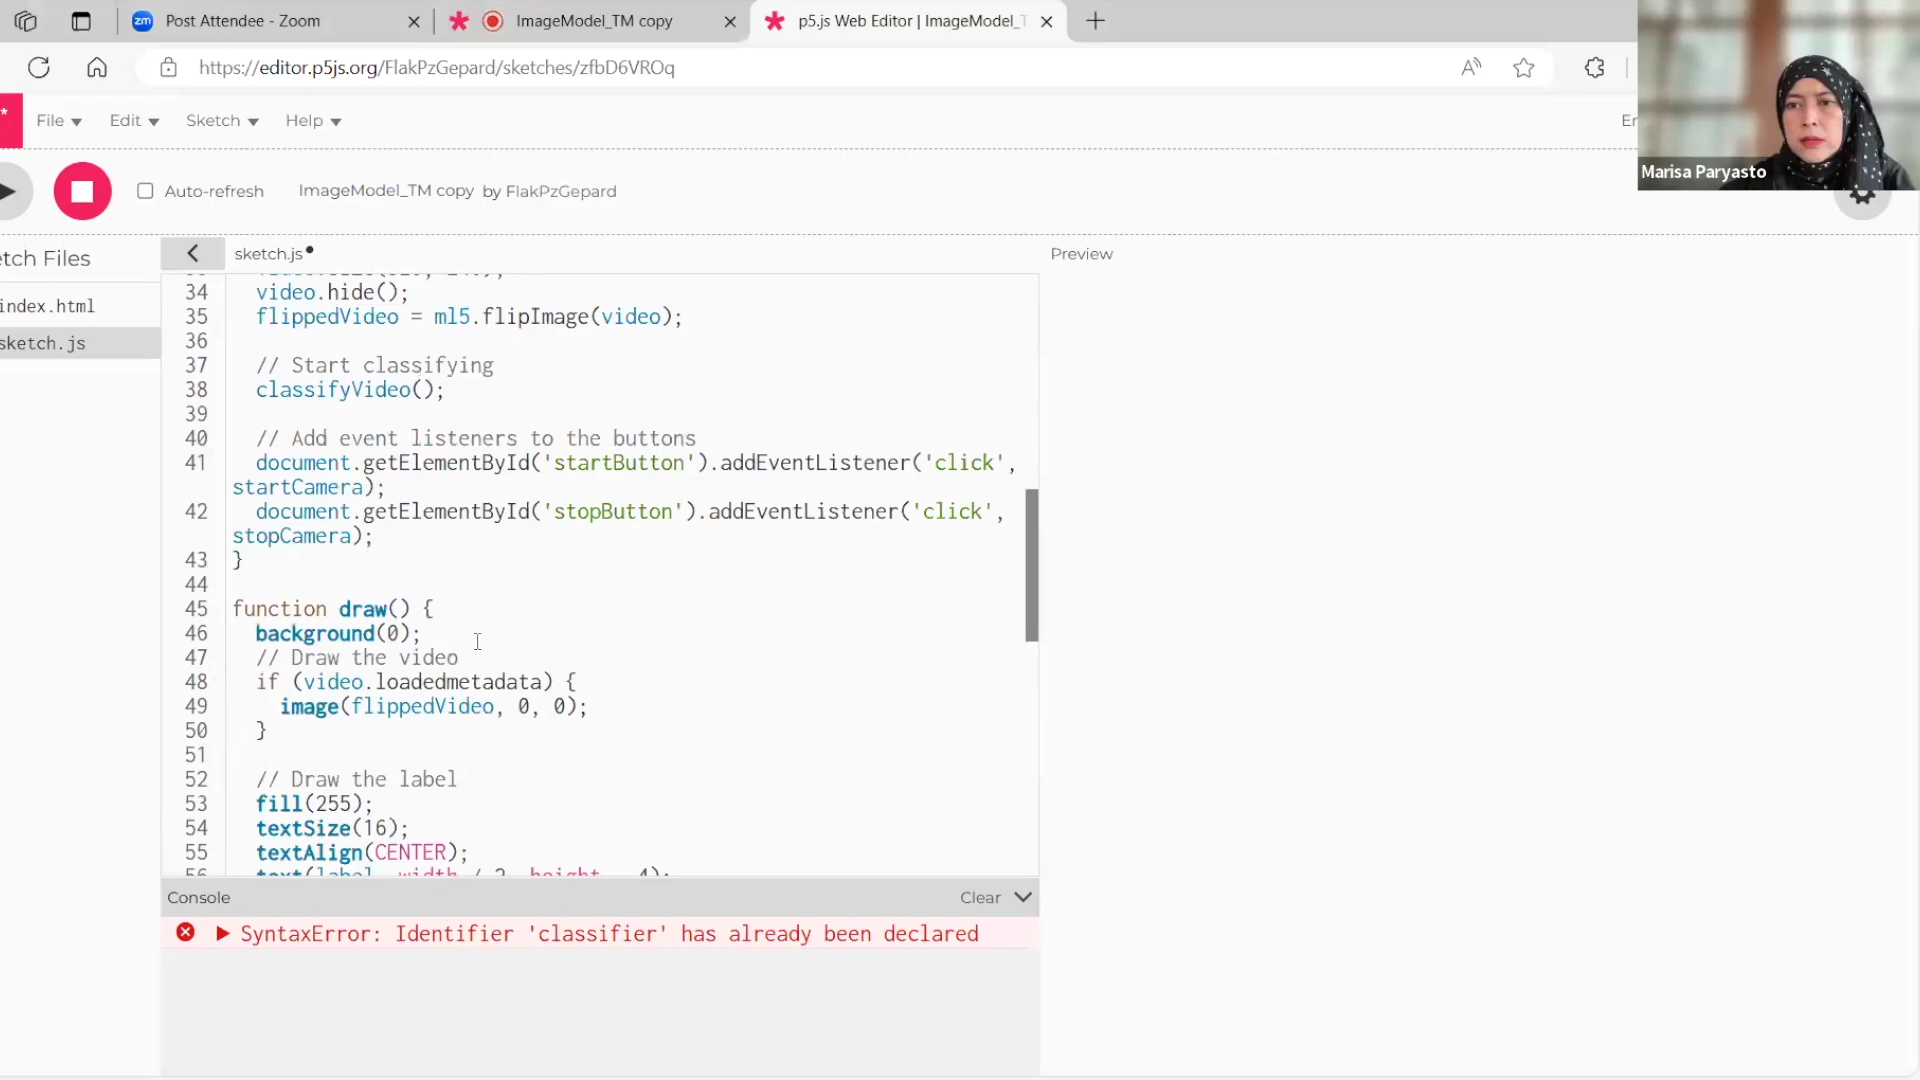 zm Post Attendee - Zoom
ImageModel_TM copy
p5.js Web Editor | ImageModel_T
https://editor.p5js.org/FlakPzGepard/sketches/zfbD6VROq
File
Edit
Sketch
Help
Marisa Paryasto
Auto-refresh
ImageModel_TM copy by FlakPzGepard
etch Files
sketch.js
Preview
index.html
sketch.js
34 video.hide();
35 flippedVideo = ml5.flipImage(video);
36
37 // Start classifying
38 classifyVideo();
39
40 // Add event listeners to the buttons
41 document.getElementById('startButton').addEventListener('click',
startCamera);
42 document.getElementById('stopButton').addEventListener('click',
stopCamera);
43 }
44
45 function draw() {
46 background(0);
47 // Draw the video
48 if (video.loadedmetadata) {
49 image(flippedVideo, 0, 0);
50 }
51
52 // Draw the label
53 fill(255);
54 textSize(16);
55 textAlign(CENTER);
Console
Clear
SyntaxError: Identifier 'classifier' has already been declared